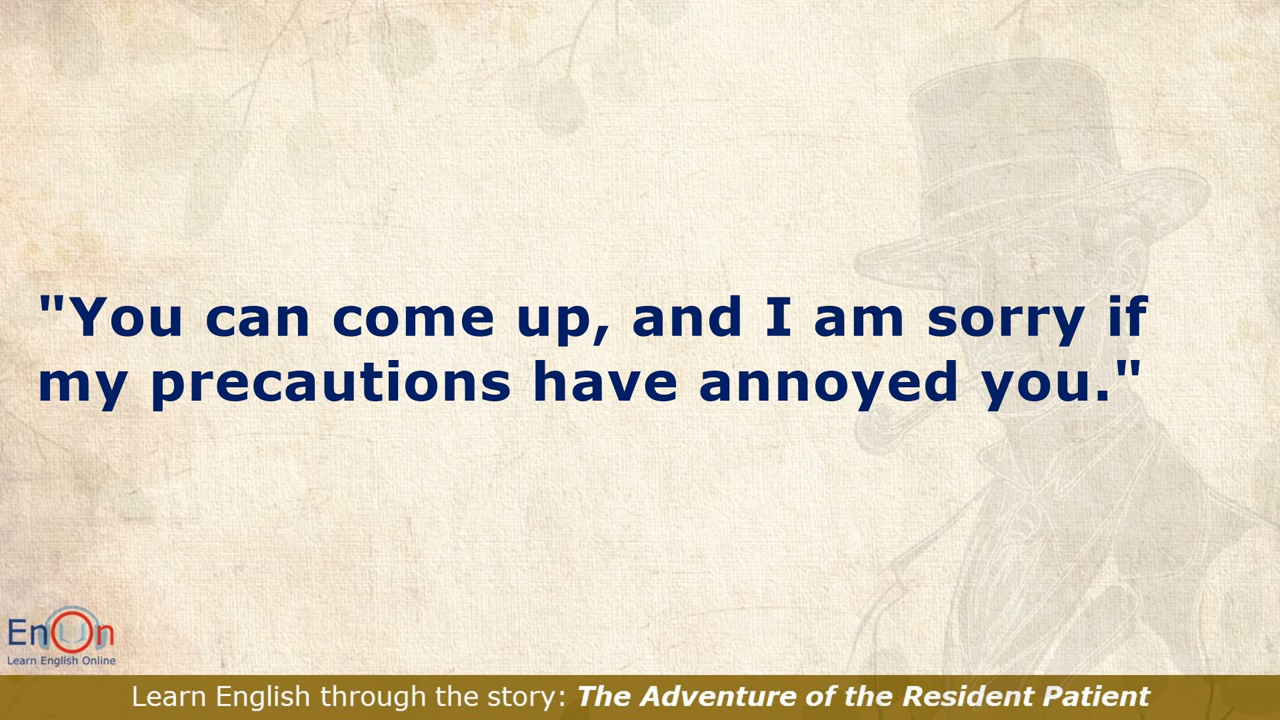 "You can come up, and I am sorry if
my precautions have annoyed you."
EnOn
Learn English Online
Learn English through the story: The Adventure of the Resident Patient